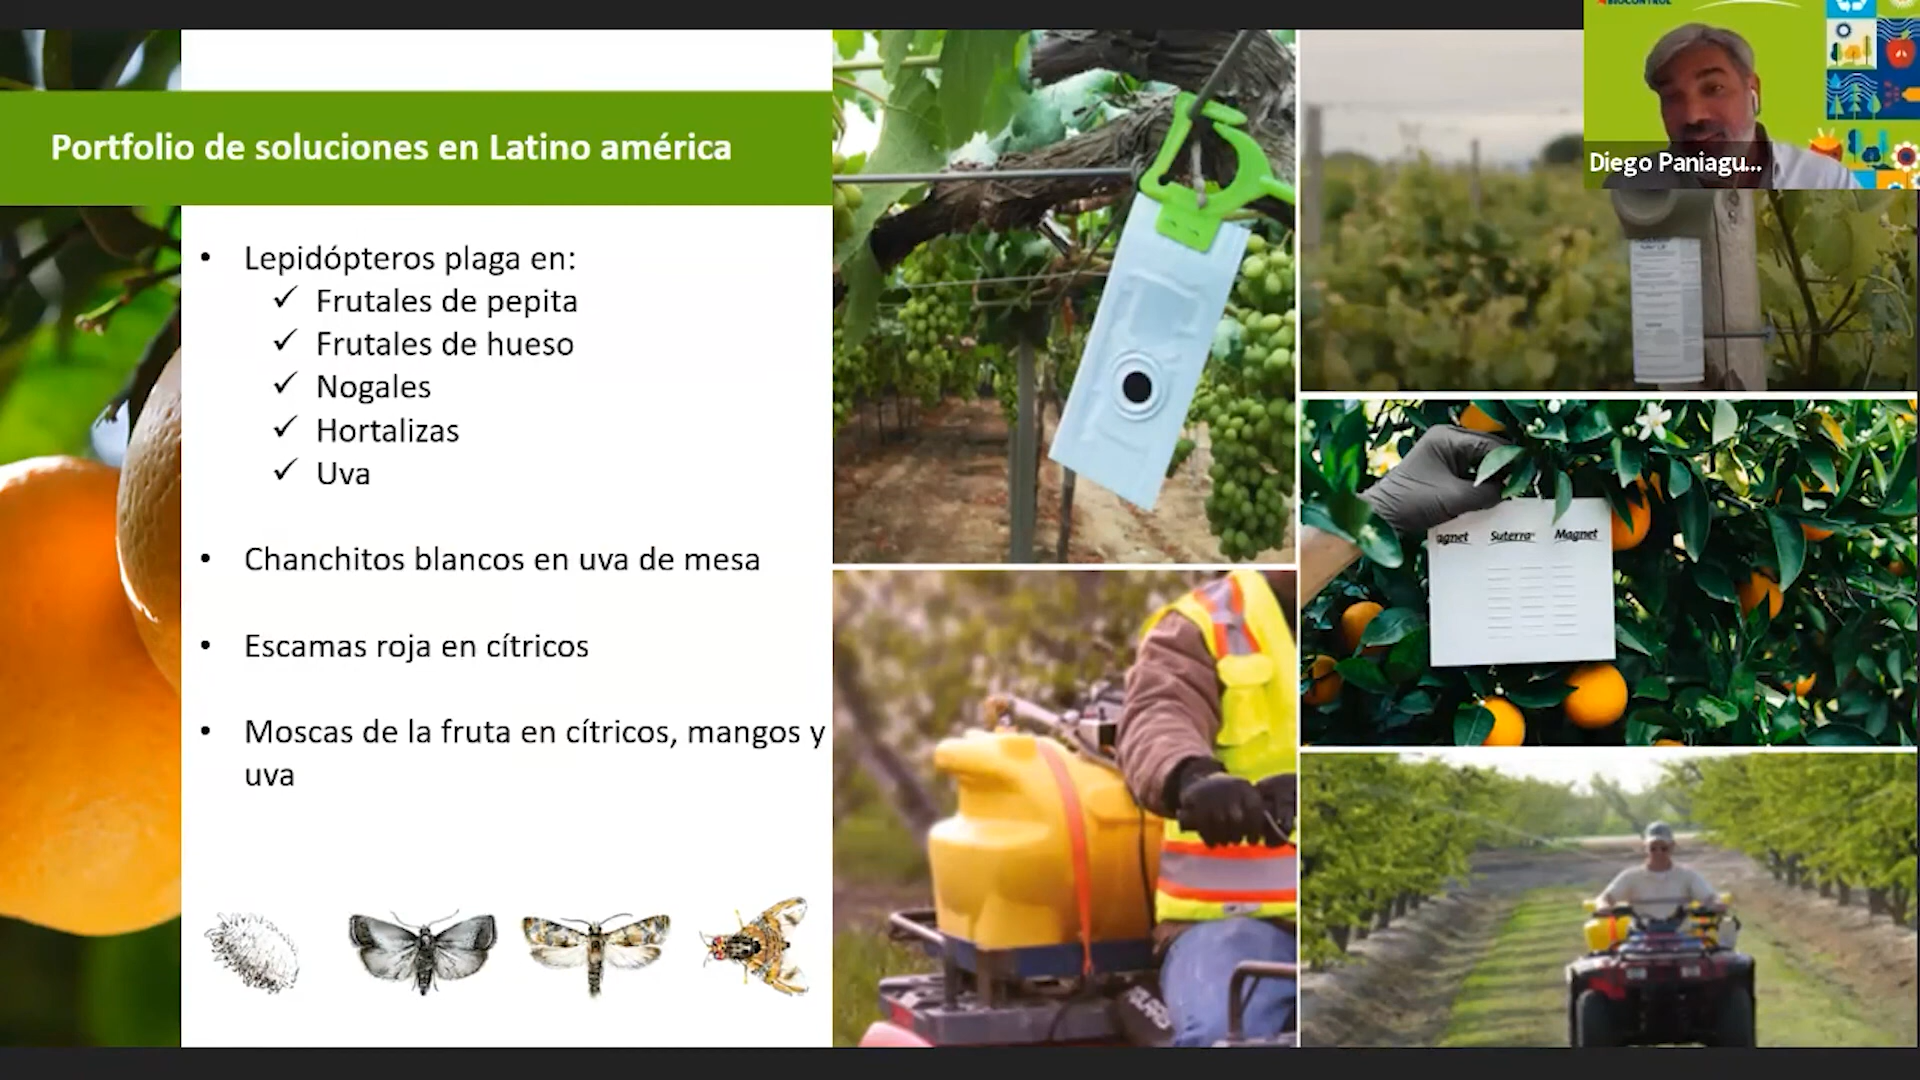 BIOCONTROL
Diego Paniagu...
Portfolio de soluciones en Latino américa
• Lepidópteros plaga en:
✓ Frutales de pepita
✓ Frutales de hueso
✓ Nogales
✓ Hortalizas
✓ Uva
• Chanchitos blancos en uva de mesa
• Escamas roja en cítricos
• Moscas de la fruta en cítricos, mangos y
uva
agnet Suterra Magnet
POLARIS